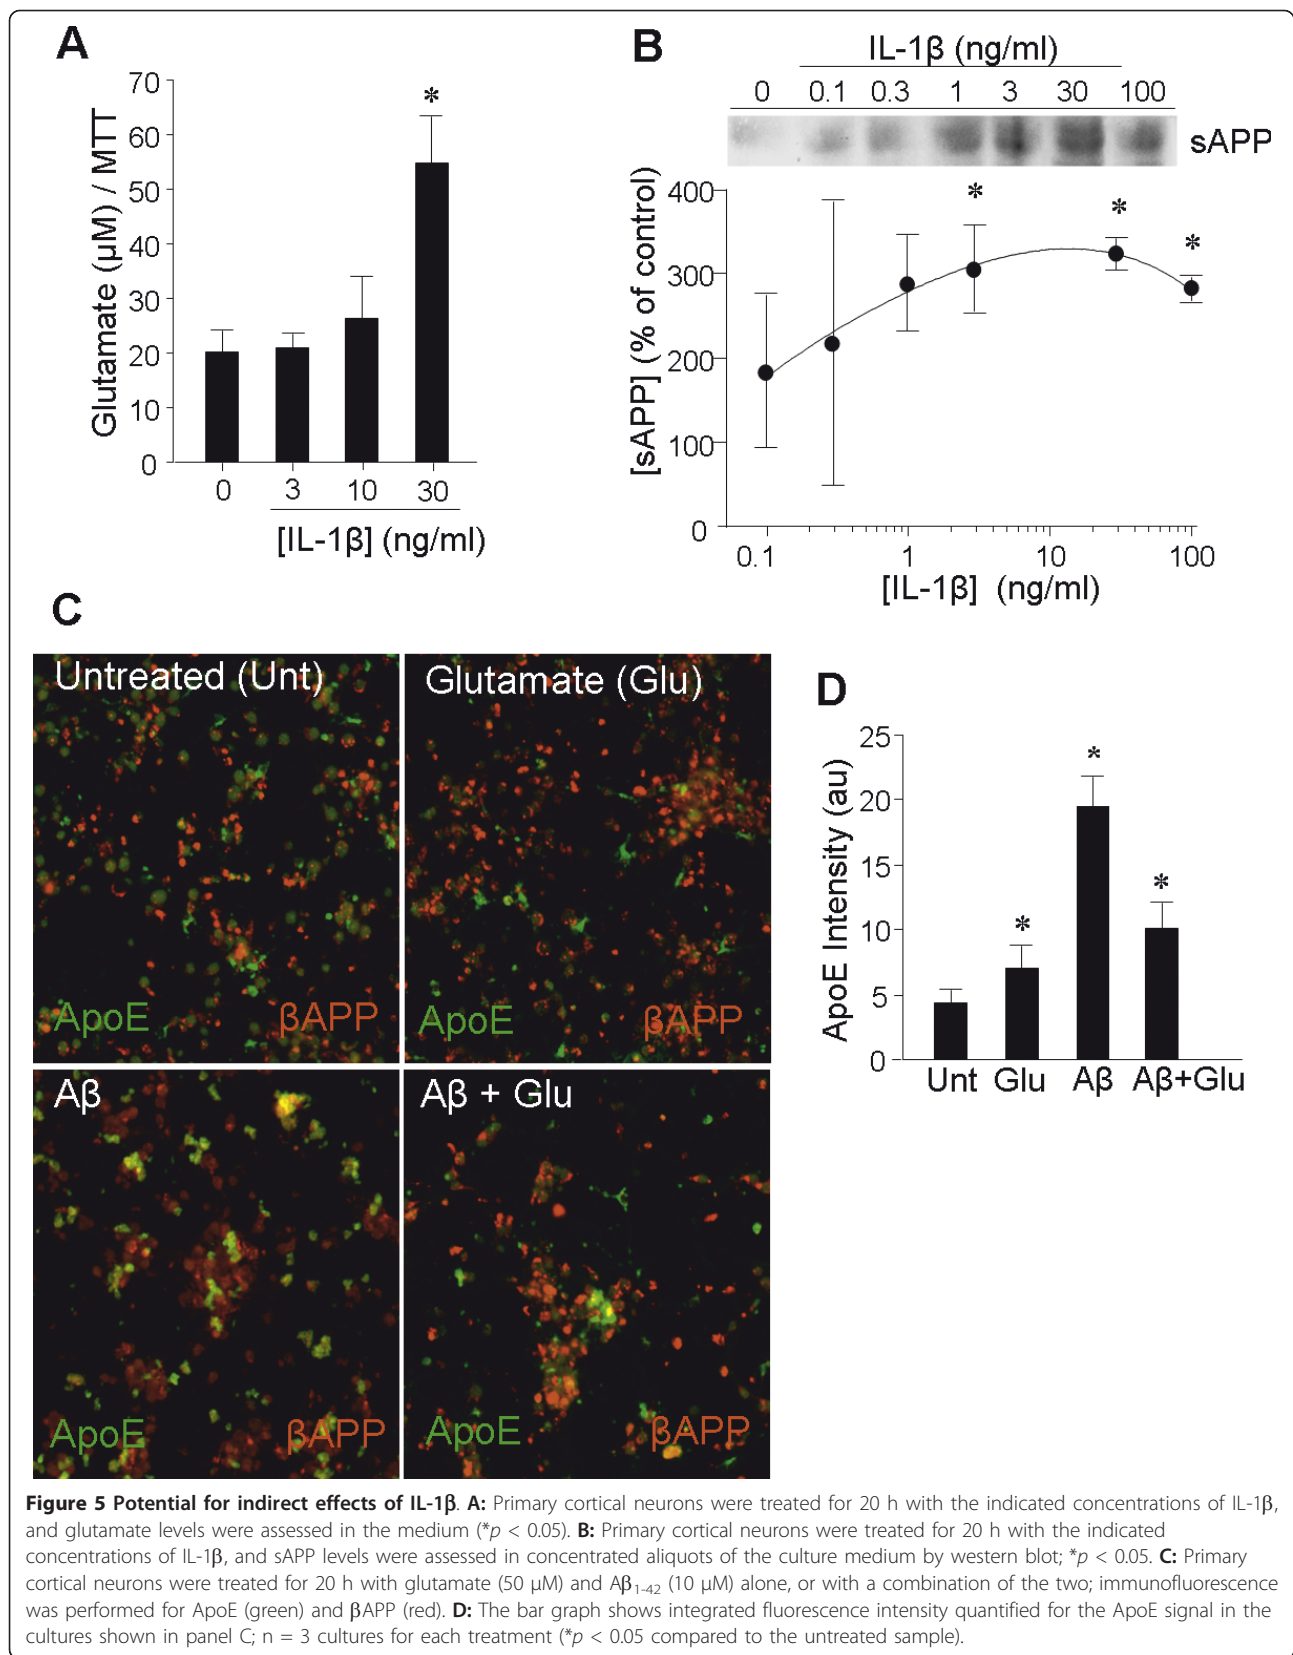 A
70
60
50
40
30
20
10
0
Glutamate (µM) / MTT
*
0 3 10 30
[IL-1β] (ng/ml)
B
IL-1β (ng/ml)
0 0.1 0.3 1 3 30 100
sAPP
400
300
200
100
0
[sAPP] (% of control)
* * *
0.1 1 10 100
[IL-1β] (ng/ml)
C
Untreated (Unt)
ApoE βAPP
Glutamate (Glu)
ApoE βAPP
Aβ
ApoE βAPP
Aβ + Glu
ApoE βAPP
D
25
20
15
10
5
0
ApoE Intensity (au)
* * *
Unt Glu Aβ Aβ+Glu
Figure 5 Potential for indirect effects of IL-1β. A: Primary cortical neurons were treated for 20 h with the indicated concentrations of IL-1β,
and glutamate levels were assessed in the medium (*p < 0.05). B: Primary cortical neurons were treated for 20 h with the indicated
concentrations of IL-1β, and sAPP levels were assessed in concentrated aliquots of the culture medium by western blot; *p < 0.05. C: Primary
cortical neurons were treated for 20 h with glutamate (50 µM) and Aβ1-42 (10 µM) alone, or with a combination of the two; immunofluorescence
was performed for ApoE (green) and βAPP (red). D: The bar graph shows integrated fluorescence intensity quantified for the ApoE signal in the
cultures shown in panel C; n = 3 cultures for each treatment (*p < 0.05 compared to the untreated sample).